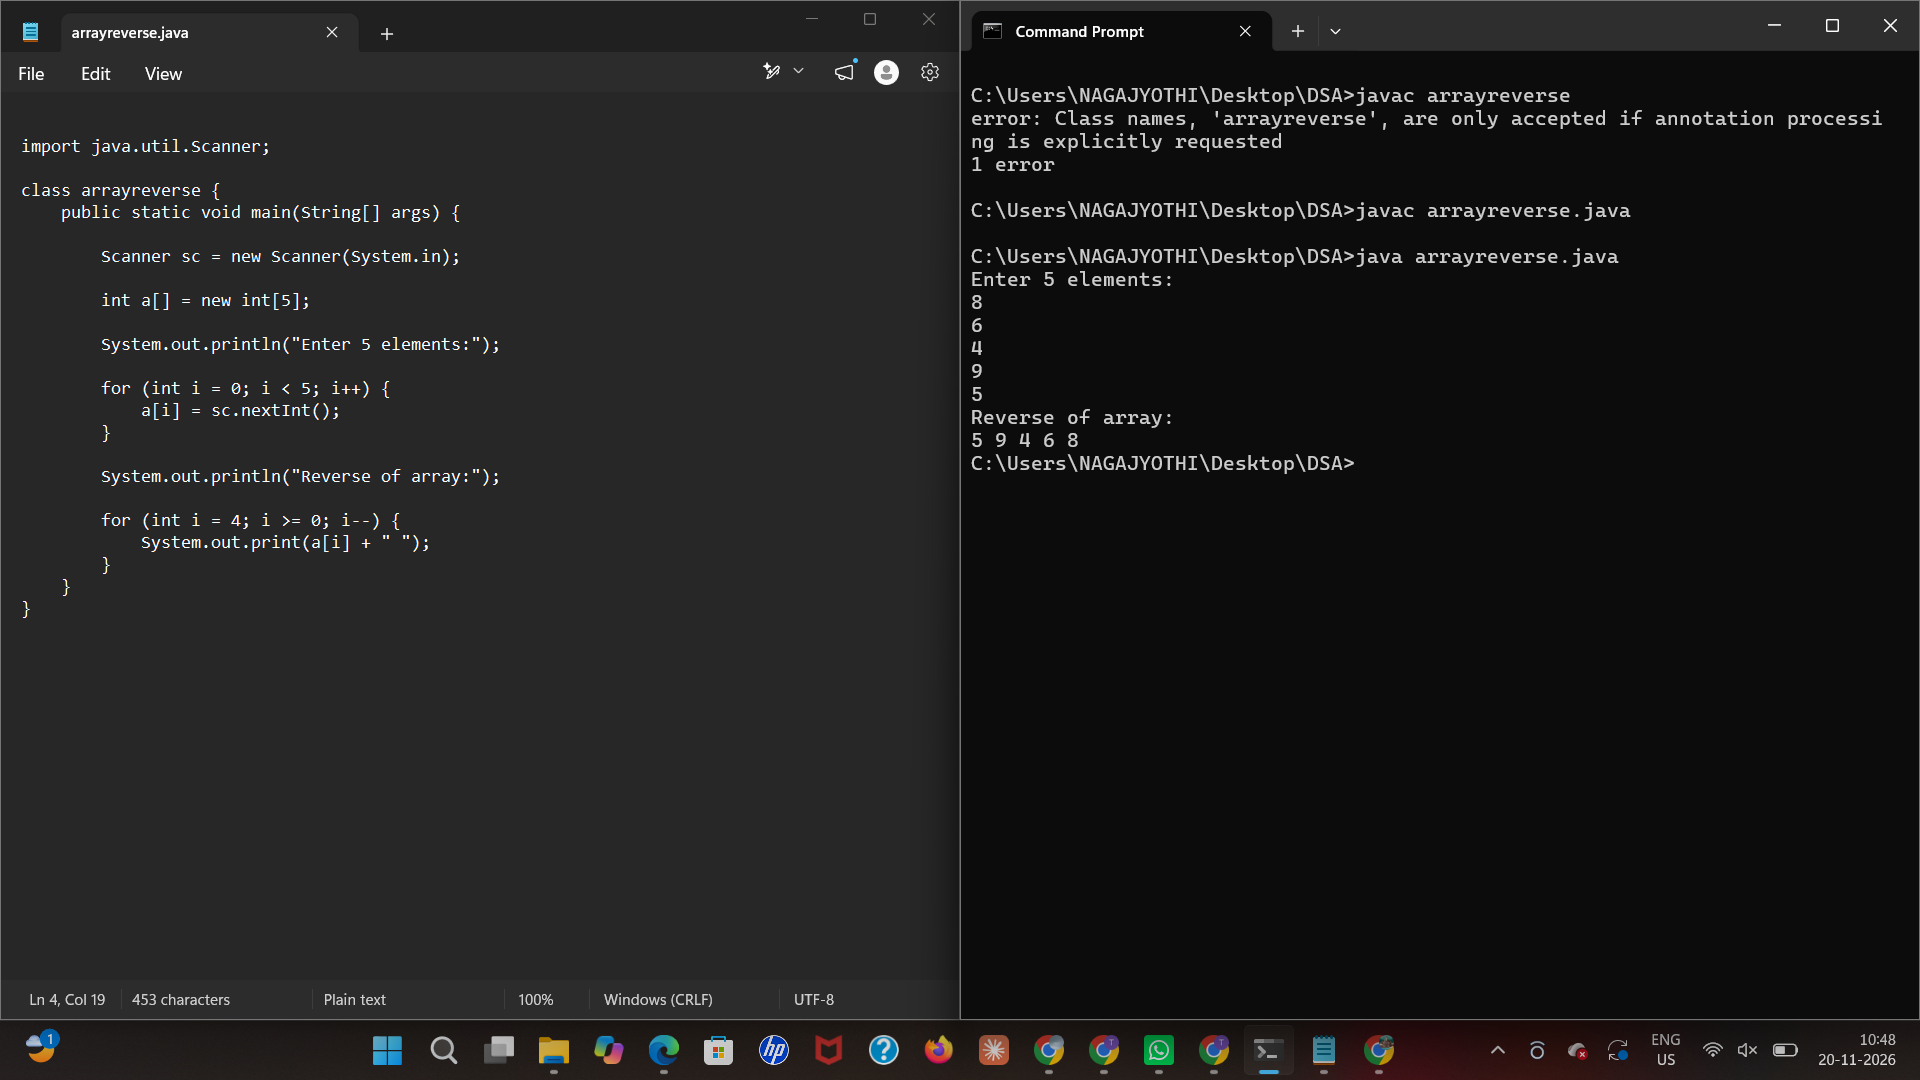 arrayreverse.java
File Edit View
import java.util.Scanner;
class arrayreverse {
    public static void main(String[] args) {
        Scanner sc = new Scanner(System.in);
        int a[] = new int[5];
        System.out.println("Enter 5 elements:");
        for (int i = 0; i < 5; i++) {
            a[i] = sc.nextInt();
        }
        System.out.println("Reverse of array:");
        for (int i = 4; i >= 0; i--) {
            System.out.print(a[i] + " ");
        }
    }
}
Ln 4, Col 19 453 characters Plain text 100% Windows (CRLF) UTF-8
Command Prompt
C:\Users\NAGAJYOTHI\Desktop\DSA>javac arrayreverse
error: Class names, 'arrayreverse', are only accepted if annotation processi
ng is explicitly requested
1 error
C:\Users\NAGAJYOTHI\Desktop\DSA>javac arrayreverse.java
C:\Users\NAGAJYOTHI\Desktop\DSA>java arrayreverse.java
Enter 5 elements:
8
6
4
9
5
Reverse of array:
5 9 4 6 8
C:\Users\NAGAJYOTHI\Desktop\DSA>
1
hp
T
T
ENG
US
10:48
20-11-2026